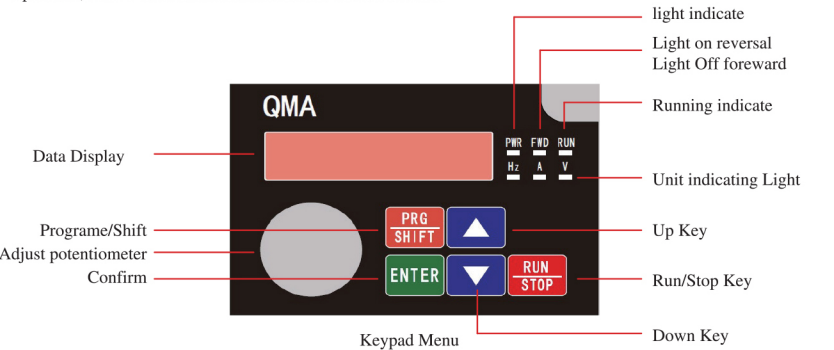 light indicate
Light on reversal
Light Off foreward
QMA
Running indicate
PWR FWD RUN
Data Display
Hz A V
Unit indicating Light
Programe/Shift
PRG
SHIFT
Up Key
Adjust potentiometer
Confirm
ENTER
RUN
STOP
Run/Stop Key
Keypad Menu
Down Key